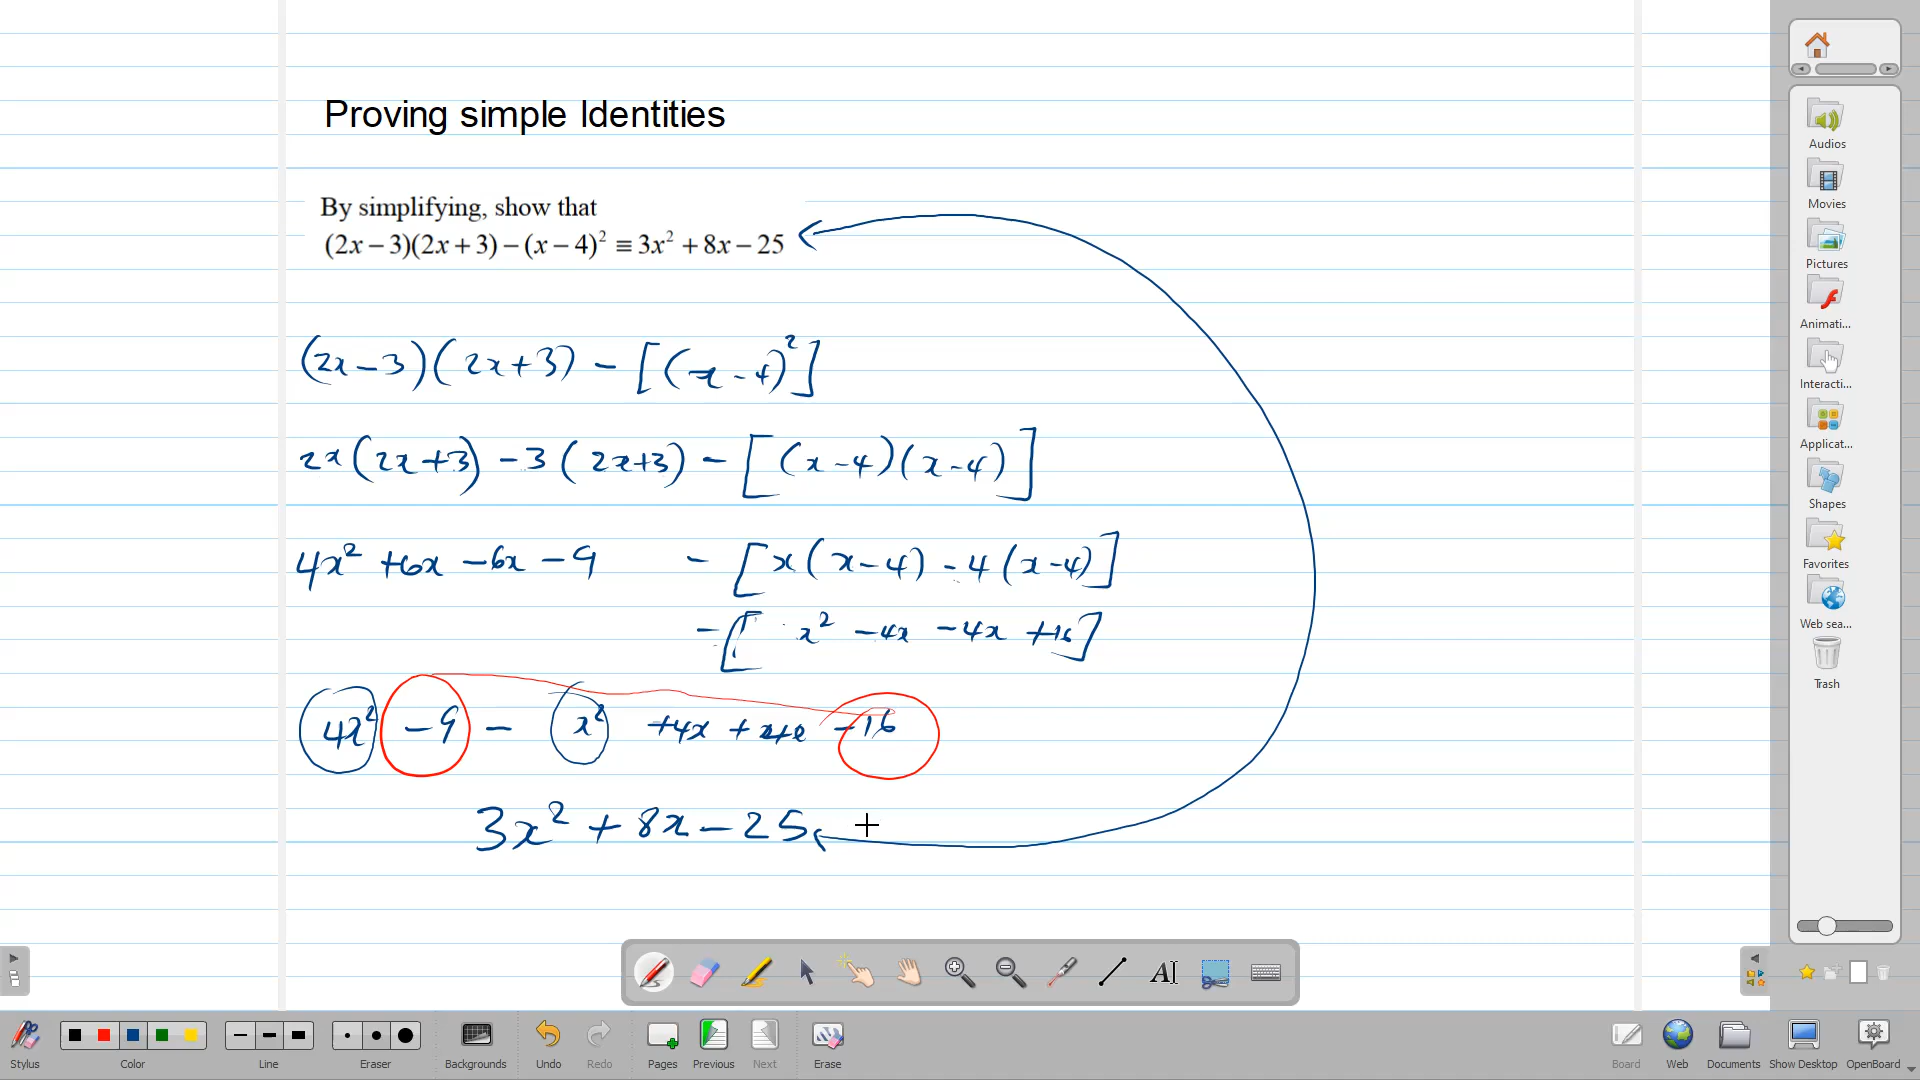 Proving simple Identities
By simplifying, show that
(2x − 3)(2x + 3) − (x − 4)² ≡ 3x² + 8x − 25
(2x − 3)(2x + 3) − [(x − 4)²]
2x(2x + 3) − 3(2x + 3) − [(x − 4)(x − 4)]
4x² + 6x − 6x − 9 − [x(x − 4) − 4(x − 4)]
− [x² − 4x − 4x + 16]
4x² − 9 − x² + 4x + 4x − 16
3x² + 8x − 25
Audios
Movies
Pictures
Animati...
Interacti...
Applicat...
Shapes
Favorites
Web sea...
Trash
AI
Stylus
Color
Line
Eraser
Backgrounds
Undo
Redo
Pages
Previous
Next
Erase
Board
Web
Documents
Show Desktop
OpenBoard